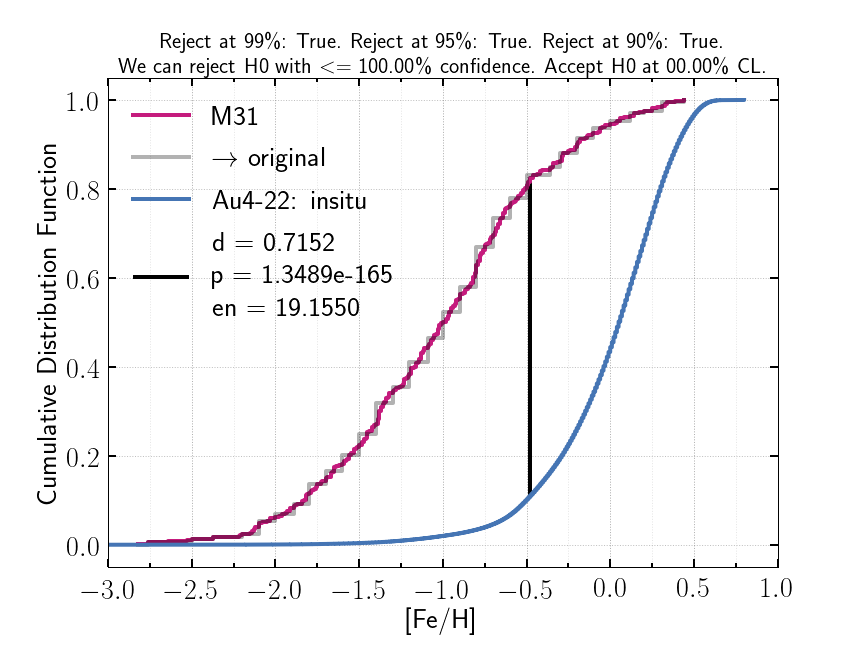 Reject at 99%: True. Reject at 95%: True. Reject at 90%: True.
We can reject H0 with <= 100.00% confidence. Accept H0 at 00.00% CL.
M31
→ original
Au4-22: insitu
d = 0.7152
p = 1.3489e-165
en = 19.1550
Cumulative Distribution Function
1.0
0.8
0.6
0.4
0.2
0.0
−3.0 −2.5 −2.0 −1.5 −1.0 −0.5 0.0 0.5 1.0
[Fe/H]